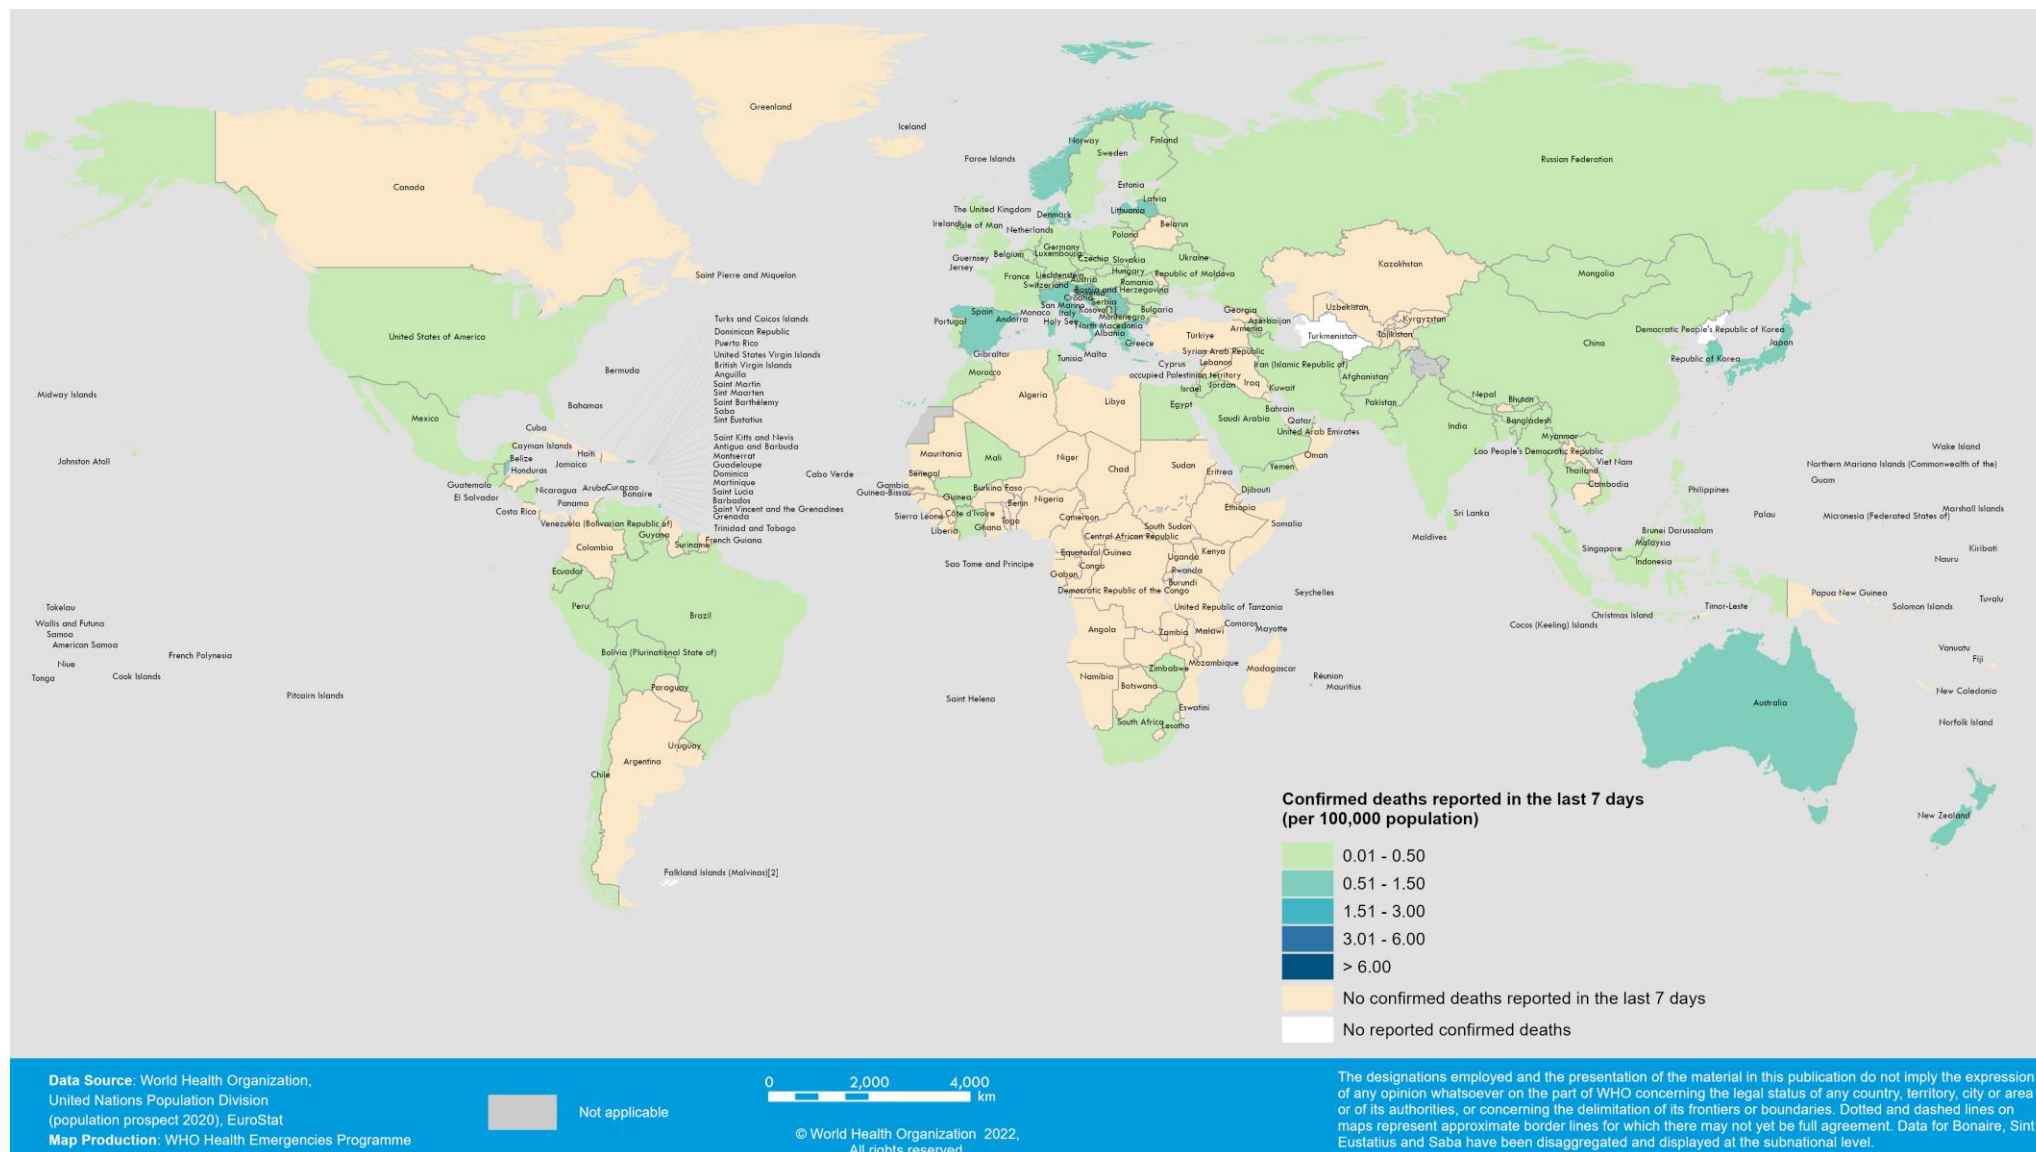 Greenland
Iceland
Faroe Islands
Norway
Sweden
Finland
Russian Federation
Canada
Estonia
Latvia
Lithuania
Denmark
The United Kingdom
Ireland
Isle of Man
Netherlands
Belarus
Poland
Germany
Guernsey
Belgium
Luxembourg
Czechia
Slovakia
Ukraine
Jersey
France
Liechtenstein
Austria
Hungary
Republic of Moldova
Switzerland
Romania
Bosnia and Herzegovina
Croatia
Serbia
San Marino
Italy
Kosovo[1]
Spain
Andorra
Monaco
Holy See
Montenegro
North Macedonia
Bulgaria
Albania
Portugal
Greece
Georgia
Azerbaijan
Armenia
Türkiye
Kazakhstan
Mongolia
Uzbekistan
Kyrgyzstan
Turkmenistan
Tajikistan
Democratic People's Republic of Korea
Japan
China
Republic of Korea
Saint Pierre and Miquelon
United States of America
Turks and Caicos Islands
Dominican Republic
Puerto Rico
United States Virgin Islands
British Virgin Islands
Anguilla
Saint Martin
Sint Maarten
Saint Barthélemy
Saba
Sint Eustatius
Saint Kitts and Nevis
Antigua and Barbuda
Montserrat
Guadeloupe
Dominica
Martinique
Saint Lucia
Barbados
Saint Vincent and the Grenadines
Grenada
Trinidad and Tobago
French Guiana
Bermuda
Bahamas
Midway Islands
Johnston Atoll
Mexico
Cuba
Cayman Islands
Haiti
Belize
Jamaica
Honduras
Guatemala
El Salvador
Nicaragua
Aruba
Curaçao
Bonaire
Costa Rica
Panama
Venezuela (Bolivarian Republic of)
Guyana
Suriname
Colombia
Ecuador
Peru
Brazil
Bolivia (Plurinational State of)
Paraguay
Uruguay
Argentina
Chile
Falkland Islands (Malvinas)[2]
Tokelau
Wallis and Futuna
Samoa
American Samoa
Niue
Tonga
Cook Islands
French Polynesia
Pitcairn Islands
Gibraltar
Tunisia
Malta
Cyprus
Syrian Arab Republic
Lebanon
Iran (Islamic Republic of)
occupied Palestinian territory
Israel
Jordan
Iraq
Kuwait
Afghanistan
Morocco
Algeria
Libya
Egypt
Saudi Arabia
Bahrain
Qatar
United Arab Emirates
Oman
Yemen
Pakistan
Nepal
Bhutan
India
Bangladesh
Myanmar
Lao People's Democratic Republic
Viet Nam
Thailand
Cambodia
Philippines
Sri Lanka
Maldives
Brunei Darussalam
Malaysia
Singapore
Indonesia
Palau
Wake Island
Northern Mariana Islands (Commonwealth of the)
Guam
Marshall Islands
Micronesia (Federated States of)
Kiribati
Nauru
Papua New Guinea
Solomon Islands
Tuvalu
Timor-Leste
Christmas Island
Cocos (Keeling) Islands
Vanuatu
Fiji
New Caledonia
Norfolk Island
Australia
New Zealand
Cabo Verde
Mauritania
Mali
Niger
Chad
Sudan
Eritrea
Senegal
Gambia
Guinea-Bissau
Guinea
Burkina Faso
Benin
Nigeria
Djibouti
Ethiopia
Somalia
Sierra Leone
Liberia
Côte d'Ivoire
Ghana
Togo
Cameroon
South Sudan
Central African Republic
Equatorial Guinea
Uganda
Kenya
Sao Tome and Principe
Gabon
Congo
Rwanda
Burundi
Democratic Republic of the Congo
Seychelles
United Republic of Tanzania
Angola
Zambia
Malawi
Comoros
Mayotte
Zimbabwe
Mozambique
Madagascar
Réunion
Mauritius
Namibia
Botswana
Saint Helena
Eswatini
South Africa
Lesotho
Confirmed deaths reported in the last 7 days
(per 100,000 population)
0.01 - 0.50
0.51 - 1.50
1.51 - 3.00
3.01 - 6.00
> 6.00
No confirmed deaths reported in the last 7 days
No reported confirmed deaths
Data Source: World Health Organization,
United Nations Population Division
(population prospect 2020), EuroStat
Map Production: WHO Health Emergencies Programme
Not applicable
0 2,000 4,000
km
© World Health Organization 2022,
All rights reserved
The designations employed and the presentation of the material in this publication do not imply the expression
of any opinion whatsoever on the part of WHO concerning the legal status of any country, territory, city or area
or of its authorities, or concerning the delimitation of its frontiers or boundaries. Dotted and dashed lines on
maps represent approximate border lines for which there may not yet be full agreement. Data for Bonaire, Sint
Eustatius and Saba have been disaggregated and displayed at the subnational level.